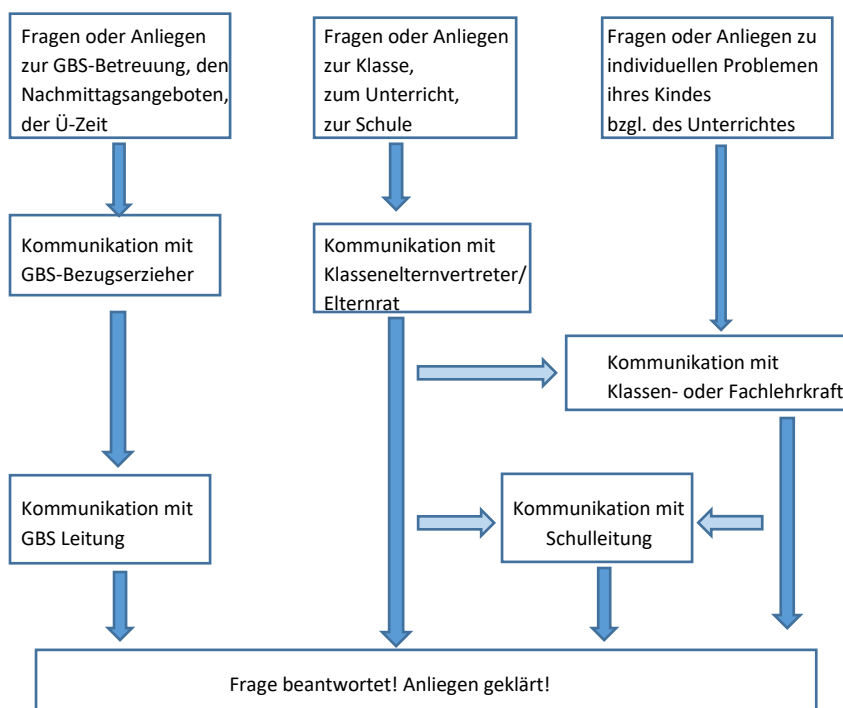 Fragen oder Anliegen
zur GBS-Betreuung, den
Nachmittagsangeboten,
der Ü-Zeit
Fragen oder Anliegen
zur Klasse,
zum Unterricht,
zur Schule
Fragen oder Anliegen zu
individuellen Problemen
ihres Kindes
bzgl. des Unterrichtes
Kommunikation mit
GBS-Bezugserzieher
Kommunikation mit
Klassenelternvertreter/
Elternrat
Kommunikation mit
Klassen- oder Fachlehrkraft
Kommunikation mit
GBS Leitung
Kommunikation mit
Schulleitung
Frage beantwortet! Anliegen geklärt!